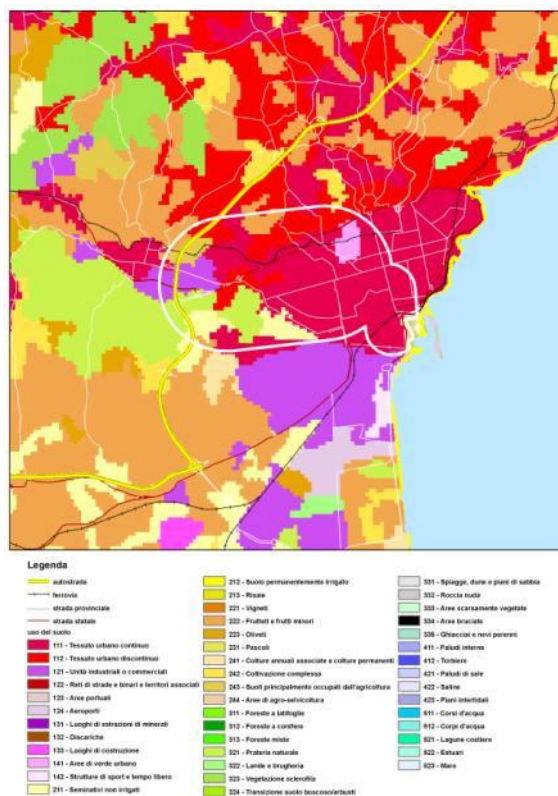 Legenda
autostrada
ferrovia
strada provinciale
strada statale
uso del suolo
111 - Tessuto urbano continuo
112 - Tessuto urbano discontinuo
121 - Unità industriali o commerciali
122 - Reti di strade e binari e territori associati
123 - Aree portuali
124 - Aeroporti
131 - Luoghi di estrazioni di minerali
132 - Discariche
133 - Luoghi di costruzione
141 - Aree di verde urbano
142 - Strutture di sport e tempo libero
211 - Seminativi non irrigati
212 - Suolo permanentemente irrigato
213 - Risaie
221 - Vigneti
222 - Frutteti e frutti minori
223 - Oliveti
231 - Pascoli
241 - Colture annuali associate a colture permanenti
242 - Coltivazione complessa
243 - Suoli principalmente occupati dall'agricoltura
244 - Aree di agro-selvicoltura
311 - Foreste a latifoglie
312 - Foreste a conifere
313 - Foreste miste
321 - Prateria naturale
322 - Lande e brugheria
323 - Vegetazione sclerofila
324 - Transizione suolo boscoso/arbusti
331 - Spiagge, dune e piani di sabbia
332 - Roccia nuda
333 - Aree scarsamente vegetate
334 - Aree bruciate
335 - Ghiacciai e nevi perenni
411 - Paludi interne
412 - Torbiere
421 - Paludi di sale
422 - Saline
423 - Piani intertidali
511 - Corsi d'acqua
512 - Corpi d'acqua
521 - Lagune costiere
522 - Estuari
523 - Mare